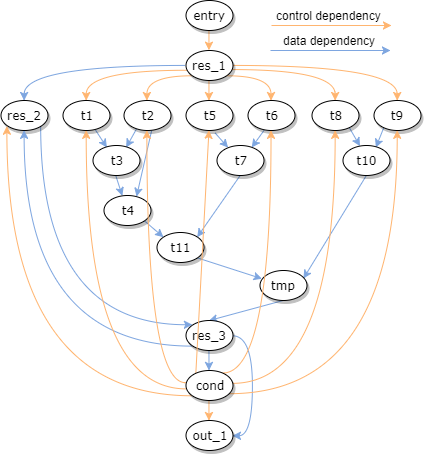 entry
control dependency
data dependency
res_1
res_2
t1
t2
t5
t6
t8
t9
t3
t7
t10
t4
t11
tmp
res_3
cond
out_1